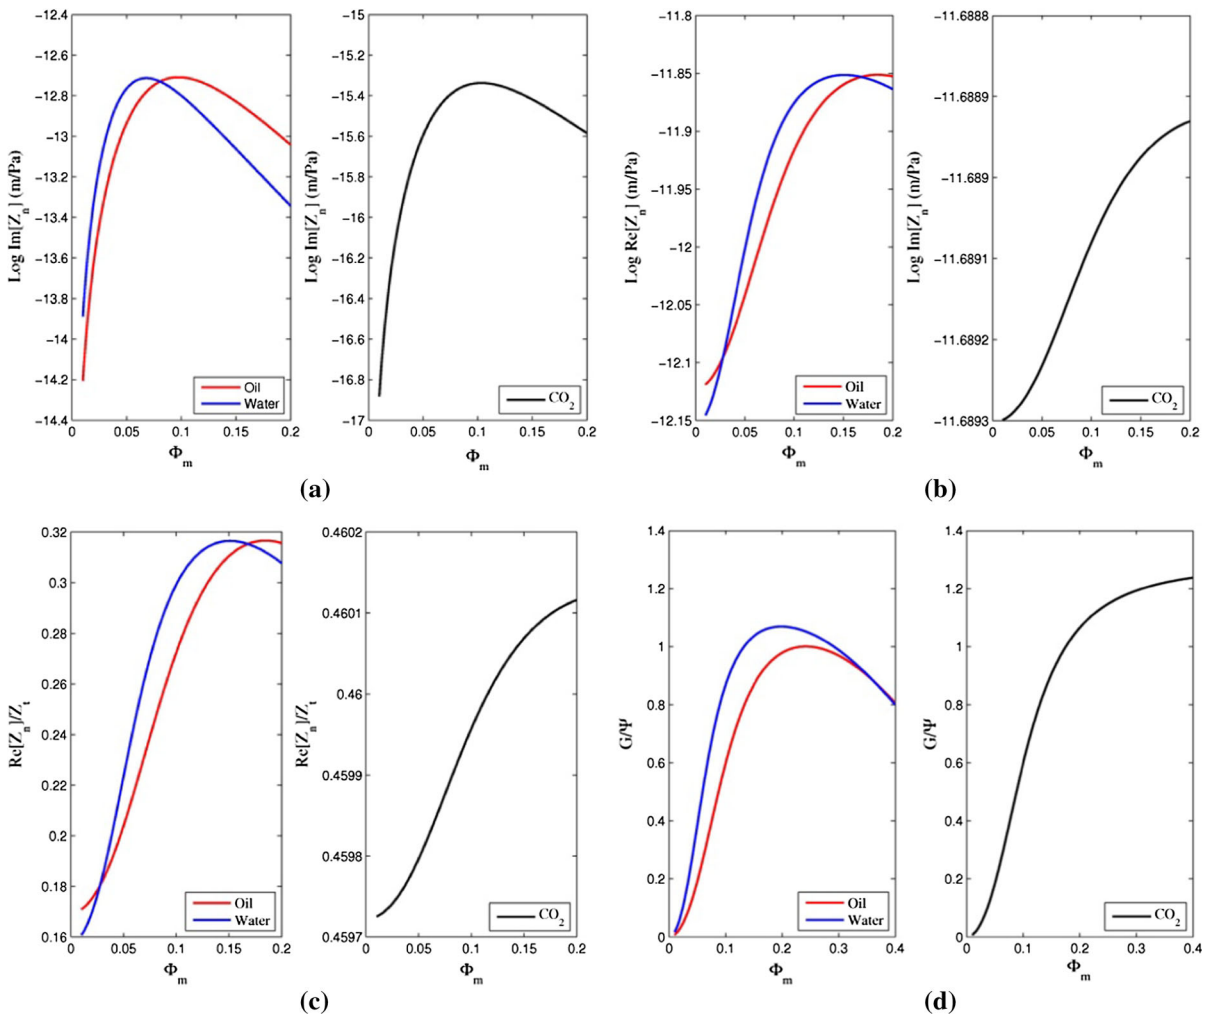 −12.4
−12.6
−12.8
−13
−13.2
−13.4
−13.6
−13.8
−14
−14.2
−14.4
Log Im[Zn] (m/Pa)
0 0.05 0.1 0.15 0.2
Φm
Oil
Water
−15
−15.2
−15.4
−15.6
−15.8
−16
−16.2
−16.4
−16.6
−16.8
−17
Log Im[Zn] (m/Pa)
0 0.05 0.1 0.15 0.2
Φm
CO2
(a)
−11.8
−11.85
−11.9
−11.95
−12
−12.05
−12.1
−12.15
Log Re[Zn] (m/Pa)
0 0.05 0.1 0.15 0.2
Φm
Oil
Water
−11.6888
−11.6889
−11.689
−11.6891
−11.6892
−11.6893
Log Im[Zn] (m/Pa)
0 0.05 0.1 0.15 0.2
Φm
CO2
(b)
0.32
0.3
0.28
0.26
0.24
0.22
0.2
0.18
0.16
Re[Zn]/Zt
0 0.05 0.1 0.15 0.2
Φm
Oil
Water
0.4602
0.4601
0.46
0.4599
0.4598
0.4597
Re[Zn]/Zt
0 0.05 0.1 0.15 0.2
Φm
CO2
(c)
1.4
1.2
1
0.8
0.6
0.4
0.2
0
G/Ψ
0 0.1 0.2 0.3 0.4
Φm
Oil
Water
1.4
1.2
1
0.8
0.6
0.4
0.2
0
G/Ψ
0 0.1 0.2 0.3 0.4
Φm
CO2
(d)